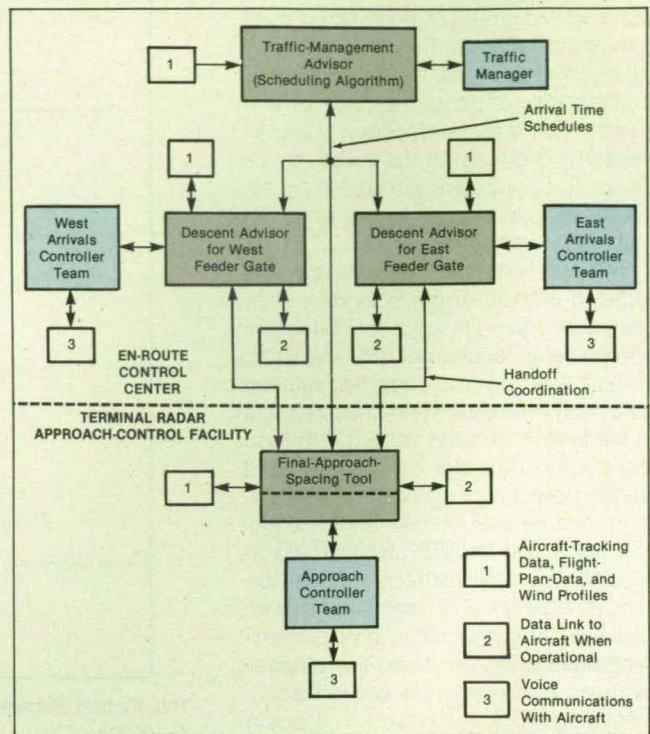 1
Traffic-Management
Advisor
(Scheduling Algorithm)
Traffic
Manager
Arrival Time
Schedules
1
1
West
Arrivals
Controller
Team
Descent Advisor
for West
Feeder Gate
Descent Advisor
for East
Feeder Gate
East
Arrivals
Controller
Team
3
2
2
3
EN-ROUTE
CONTROL
CENTER
Handoff
Coordination
TERMINAL RADAR
APPROACH-CONTROL FACILITY
1
Final-Approach-
Spacing Tool
2
Approach
Controller
Team
3
1
Aircraft-Tracking
Data, Flight-
Plan-Data, and
Wind Profiles
2
Data Link to
Aircraft When
Operational
3
Voice
Communications
With Aircraft